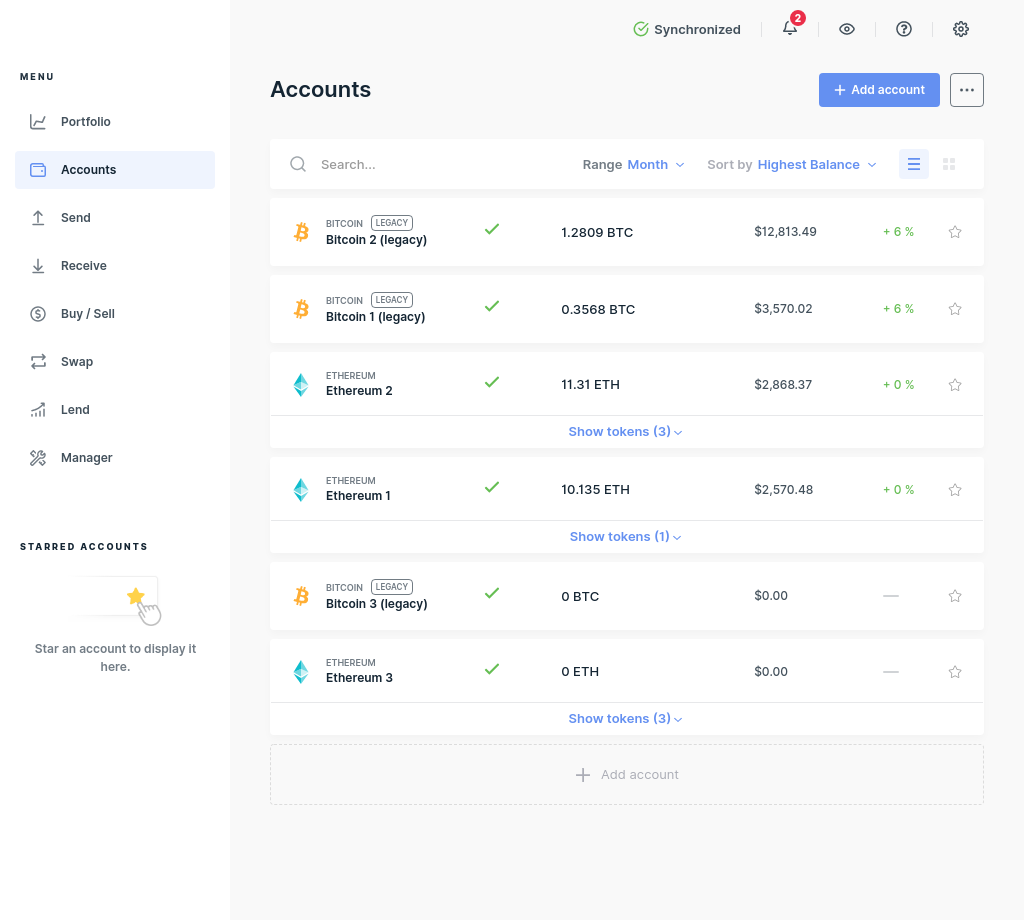 Synchronized
2
MENU
Portfolio
Accounts
Send
Receive
Buy / Sell
Swap
Lend
Manager
STARRED ACCOUNTS
Star an account to display it
here.
Accounts
Add account
Search...
Range Month
Sort by Highest Balance
BITCOIN LEGACY
Bitcoin 2 (legacy)
1.2809 BTC
$12,813.49
+ 6 %
BITCOIN LEGACY
Bitcoin 1 (legacy)
0.3568 BTC
$3,570.02
+ 6 %
ETHEREUM
Ethereum 2
11.31 ETH
$2,868.37
+ 0 %
Show tokens (3)
ETHEREUM
Ethereum 1
10.135 ETH
$2,570.48
+ 0 %
Show tokens (1)
BITCOIN LEGACY
Bitcoin 3 (legacy)
0 BTC
$0.00
—
ETHEREUM
Ethereum 3
0 ETH
$0.00
—
Show tokens (3)
Add account